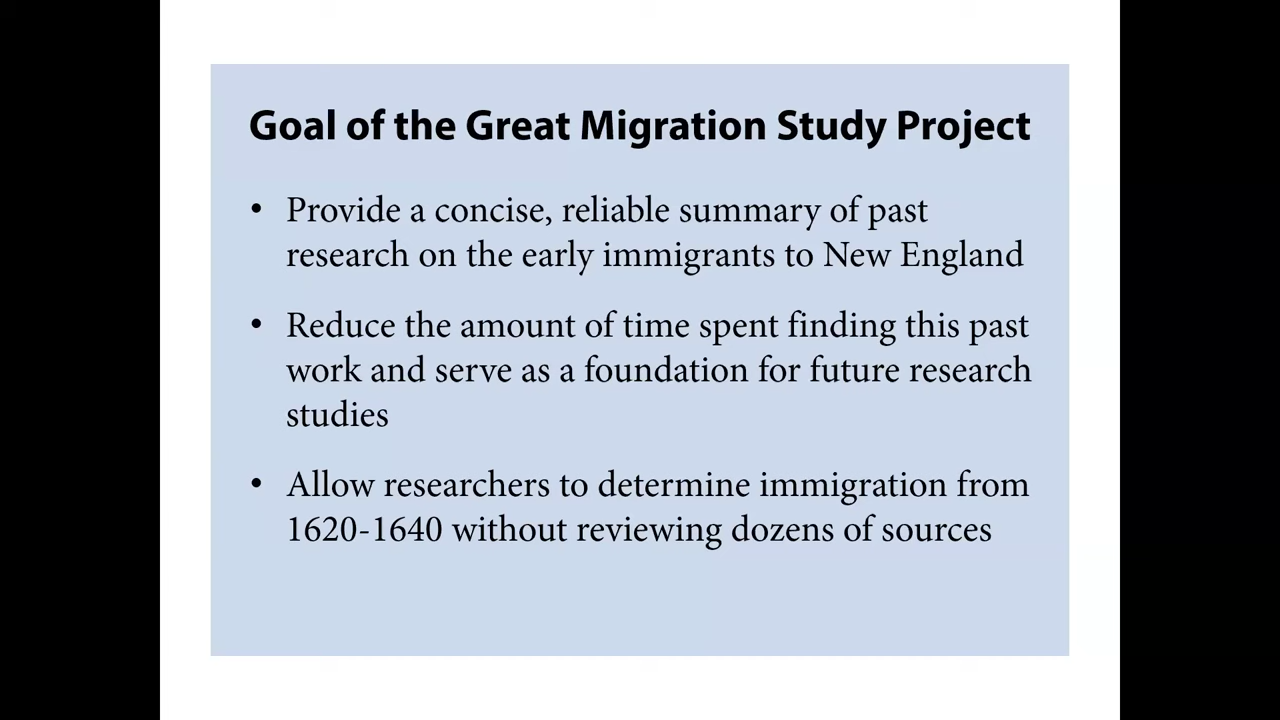 Goal of the Great Migration Study Project
• Provide a concise, reliable summary of past
research on the early immigrants to New England
• Reduce the amount of time spent finding this past
work and serve as a foundation for future research
studies
• Allow researchers to determine immigration from
1620-1640 without reviewing dozens of sources